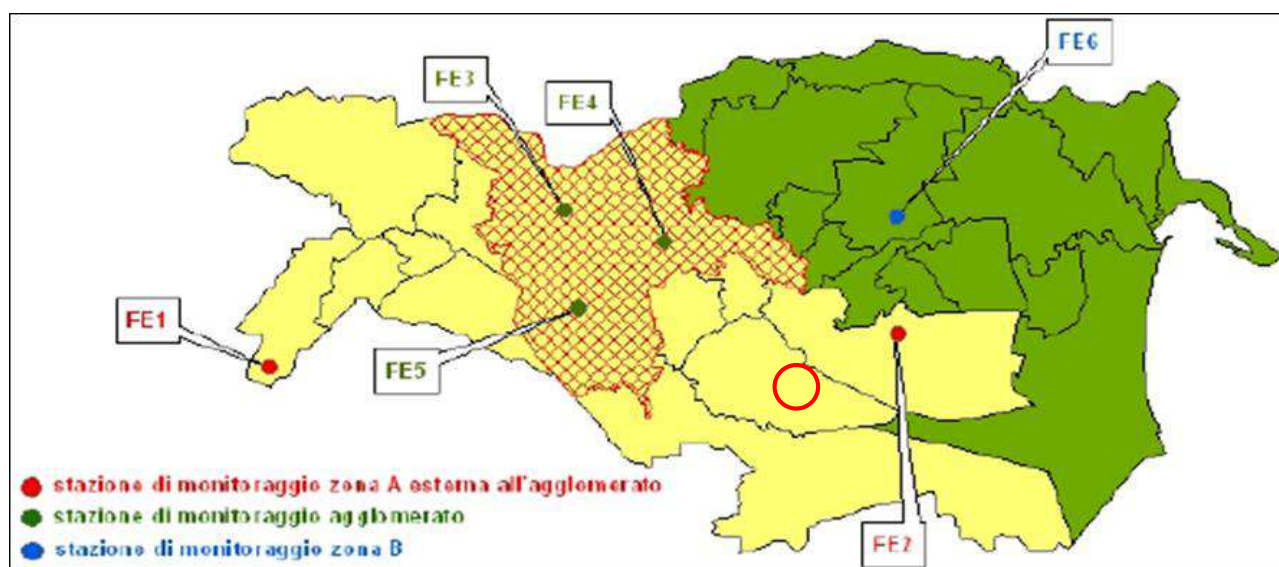 FE6
FE3
FE4
FE1
FE5
stazione di monitoraggio zona A esterna all'agglomerato
stazione di monitoraggio agglomerato
stazione di monitoraggio zona B
FE2